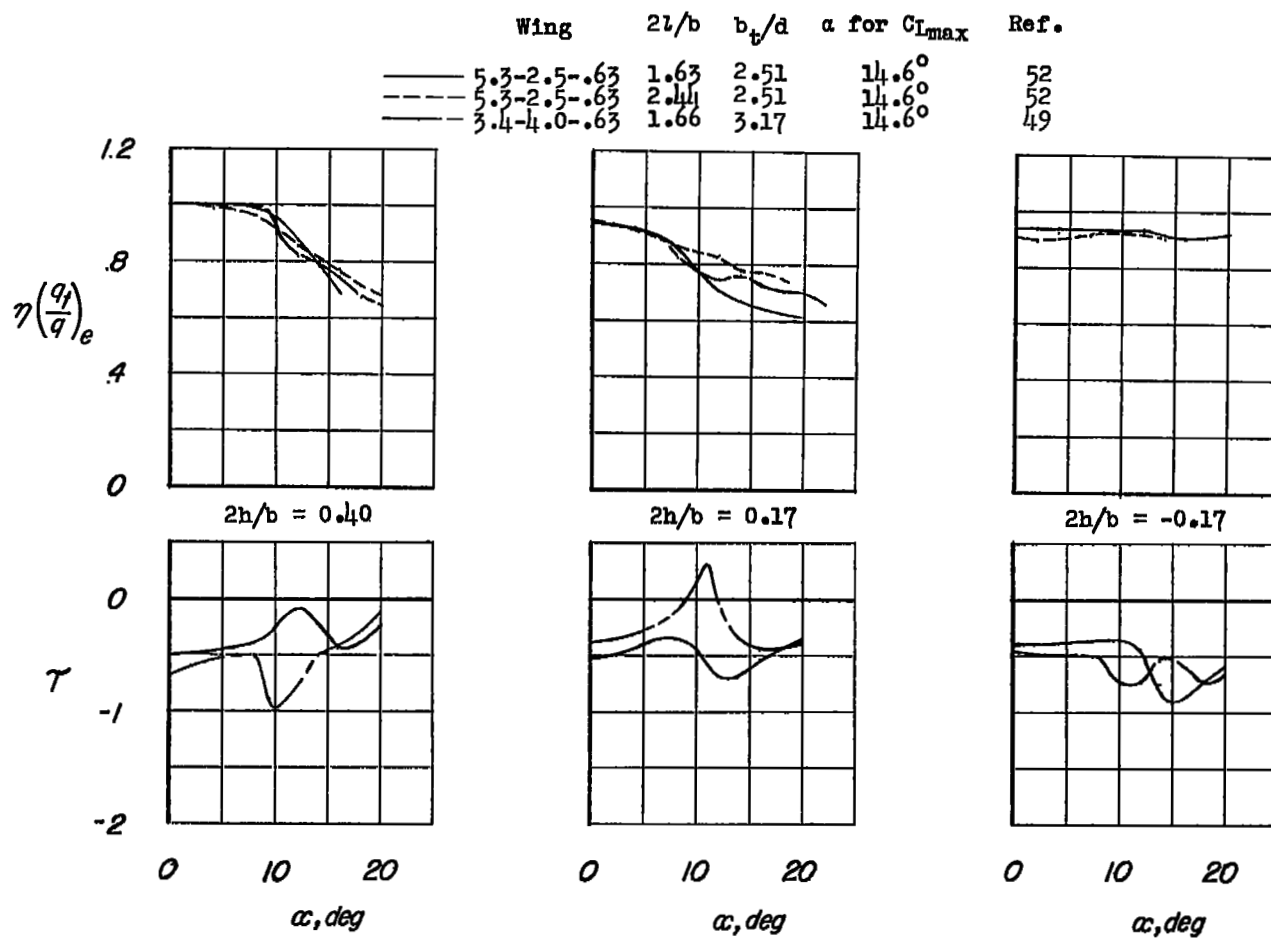 Wing 2l/b b_t/d α for C_Lmax Ref.
5.3-2.5-.63 1.63 2.51 14.6° 52
5.3-2.5-.63 2.44 2.51 14.6° 52
3.4-4.0-.63 1.66 3.17 14.6° 49
1.2
.8
η(q_t/q)_e
.4
0
2h/b = 0.40 2h/b = 0.17 2h/b = -0.17
0
τ
-1
-2
0 10 20 0 10 20 0 10 20
α, deg α, deg α, deg